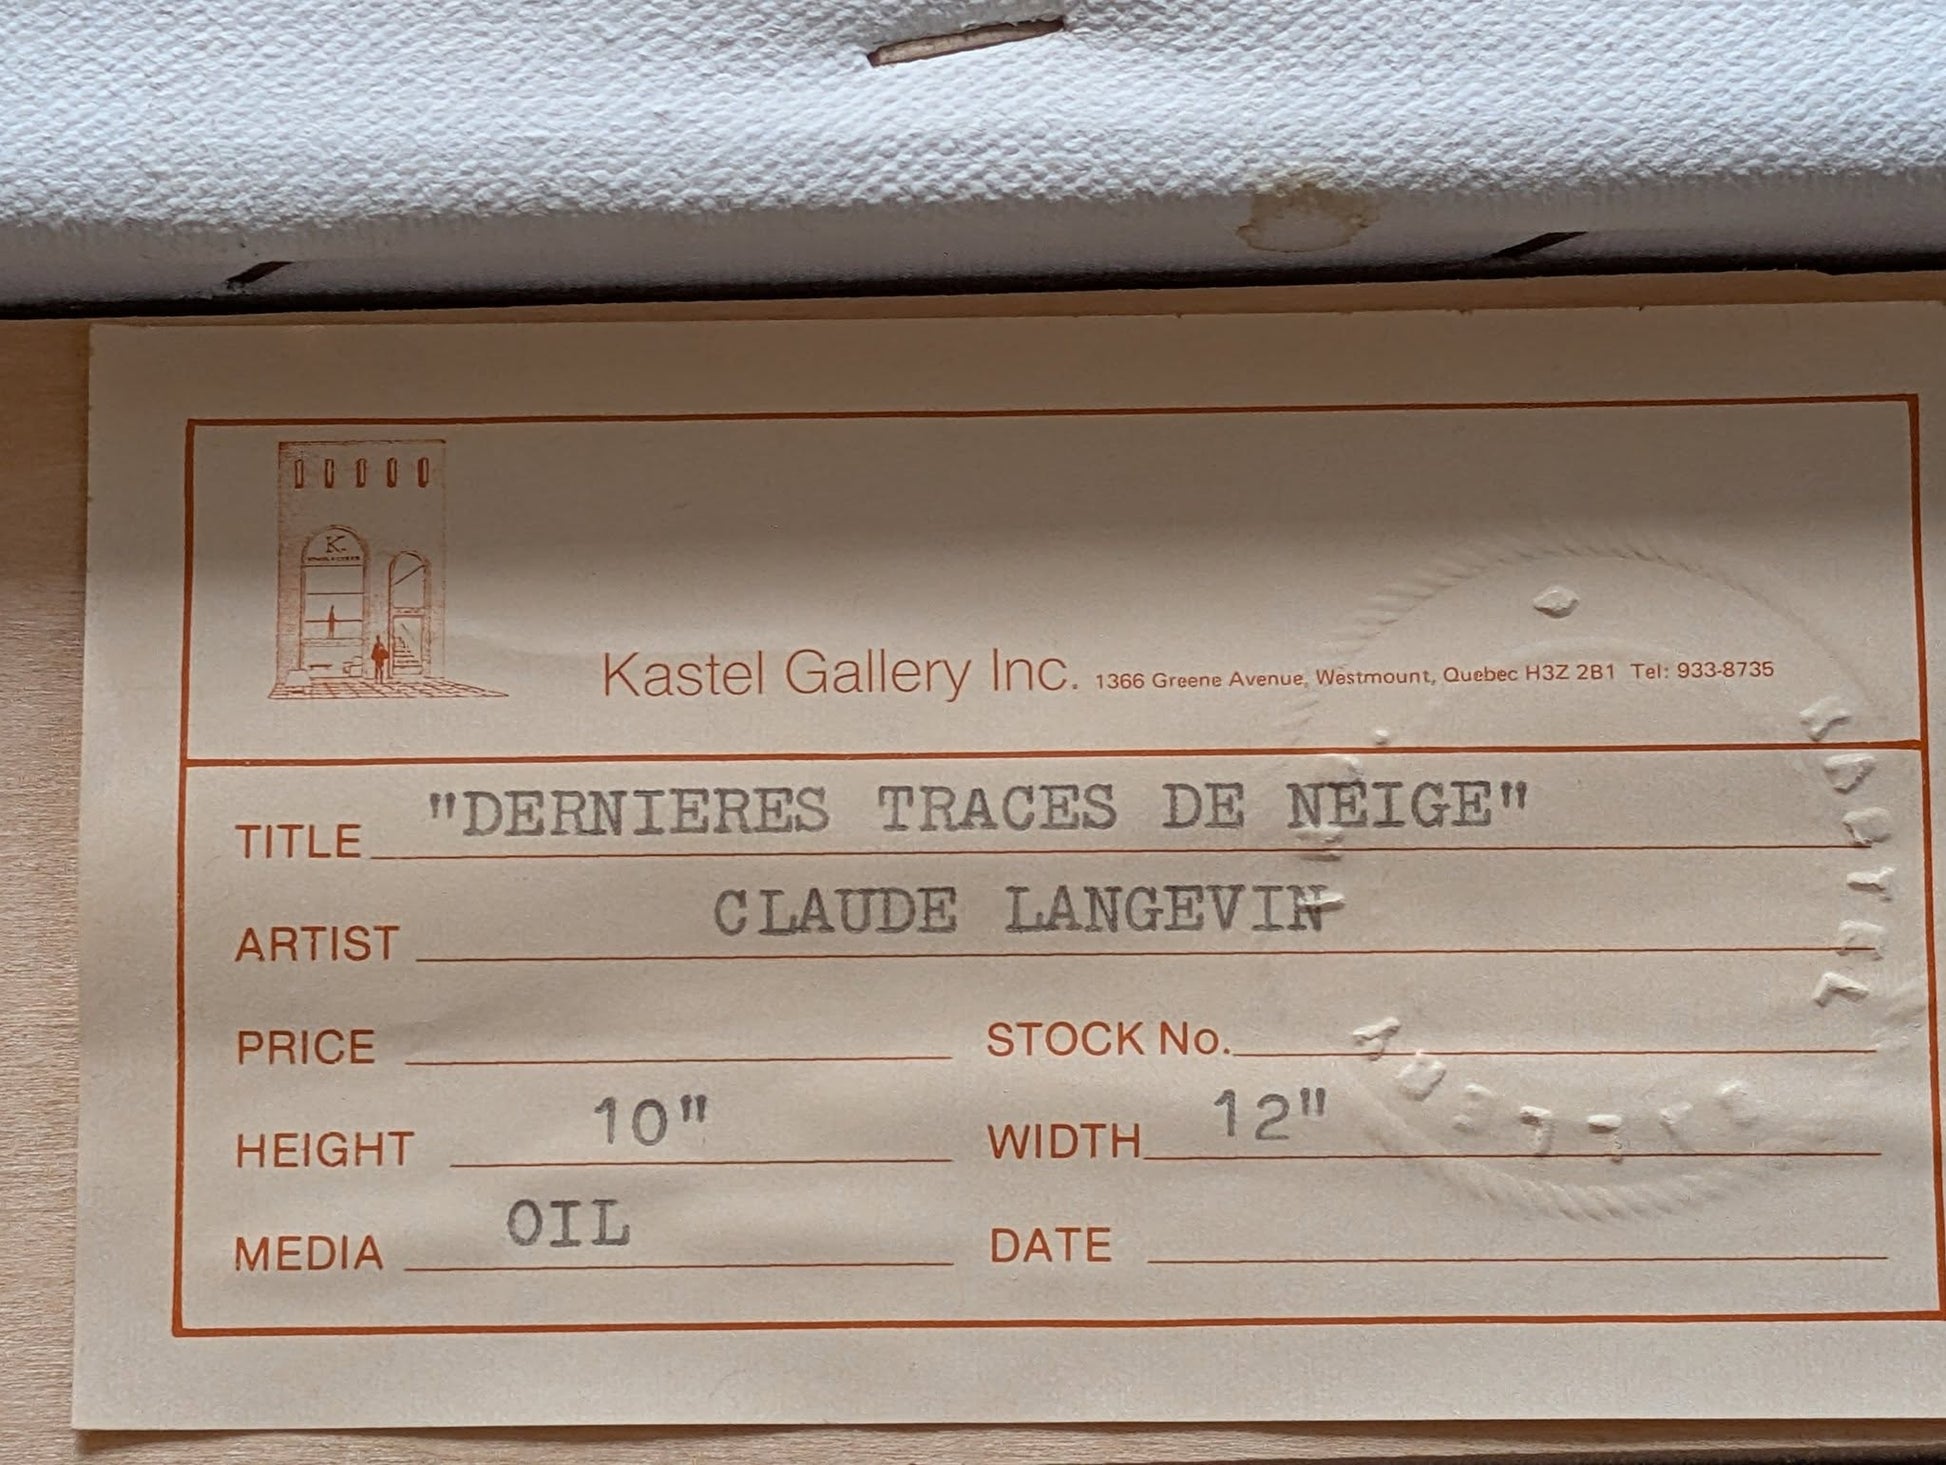 K.
Kastel Gallery Inc. 1366 Greene Avenue, Westmount, Quebec H3Z 2B1 Tel: 933-8735
TITLE "DERNIERES TRACES DE NEIGE"
ARTIST CLAUDE LANGEVIN
PRICE STOCK No.
HEIGHT 10" WIDTH 12"
MEDIA OIL DATE